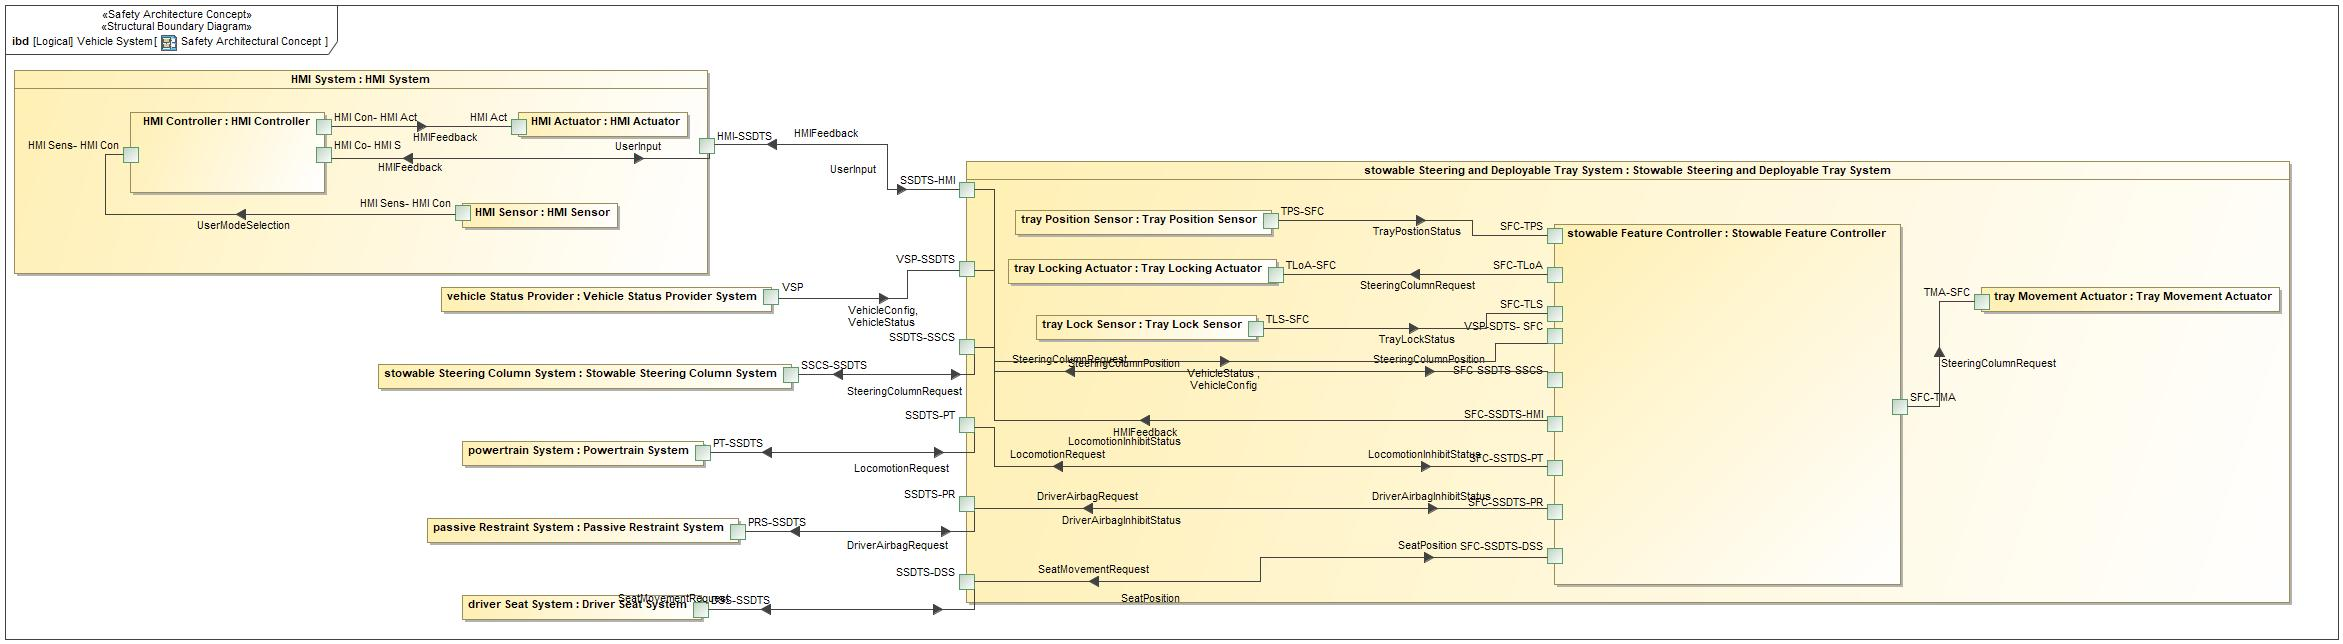 «Safety Architecture Concept»
«Structural Boundary Diagram»
ibd [Logical] Vehicle System[ Safety Architectural Concept ]
HMI System : HMI System
HMI Controller : HMI Controller
HMI Con- HMI Act
HMI Act
HMI Actuator : HMI Actuator
HMIFeedback
HMI Sens- HMI Con
HMI Co- HMI S
UserInput
HMIFeedback
HMI Sens- HMI Con
HMI Sensor : HMI Sensor
UserModeSelection
HMI-SSDTS
HMIFeedback
UserInput
SSDTS-HMI
stowable Steering and Deployable Tray System : Stowable Steering and Deployable Tray System
tray Position Sensor : Tray Position Sensor
TPS-SFC
TrayPostionStatus
SFC-TPS
stowable Feature Controller : Stowable Feature Controller
VSP-SSDTS
tray Locking Actuator : Tray Locking Actuator
TLoA-SFC
SFC-TLoA
SteeringColumnRequest
vehicle Status Provider : Vehicle Status Provider System
VSP
VehicleConfig,
VehicleStatus
TMA-SFC
tray Movement Actuator : Tray Movement Actuator
SFC-TLS
tray Lock Sensor : Tray Lock Sensor
TLS-SFC
VSP-SDTS- SFC
TrayLockStatus
SSDTS-SSCS
SteeringColumnRequest
SteeringColumnPosition
SteeringColumnPosition
VehicleStatus ,
VehicleConfig
SFC-SSDTS-SSCS
stowable Steering Column System : Stowable Steering Column System
SSCS-SSDTS
SteeringColumnRequest
SteeringColumnRequest
SFC-TMA
SSDTS-PT
SFC-SSDTS-HMI
HMIFeedback
LocomotionInhibitStatus
powertrain System : Powertrain System
PT-SSDTS
LocomotionRequest
LocomotionRequest
LocomotionInhibitStatus
SFC-SSTDS-PT
SSDTS-PR
DriverAirbagRequest
DriverAirbagInhibitStatus
SFC-SSDTS-PR
DriverAirbagInhibitStatus
passive Restraint System : Passive Restraint System
PRS-SSDTS
DriverAirbagRequest
SSDTS-DSS
SeatMovementRequest
SeatPosition
SFC-SSDTS-DSS
SeatPosition
SeatMovementRequest
driver Seat System : Driver Seat System
DSS-SSDTS